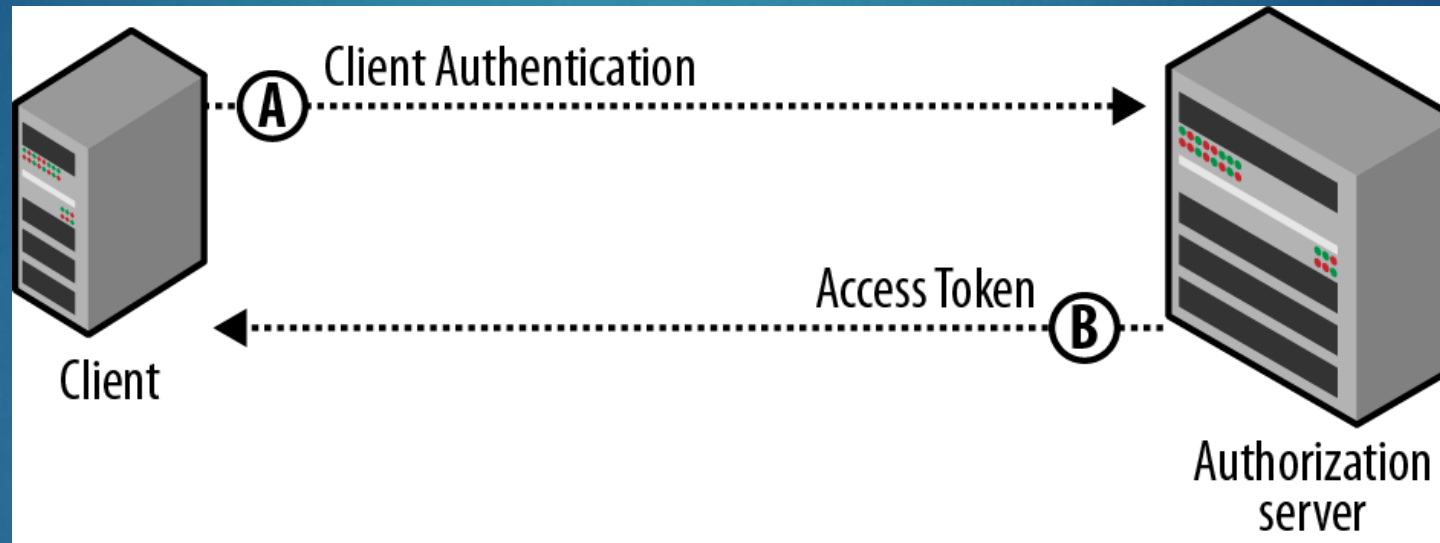 Client Authentication
A
Access Token
B
Client
Authorization
server